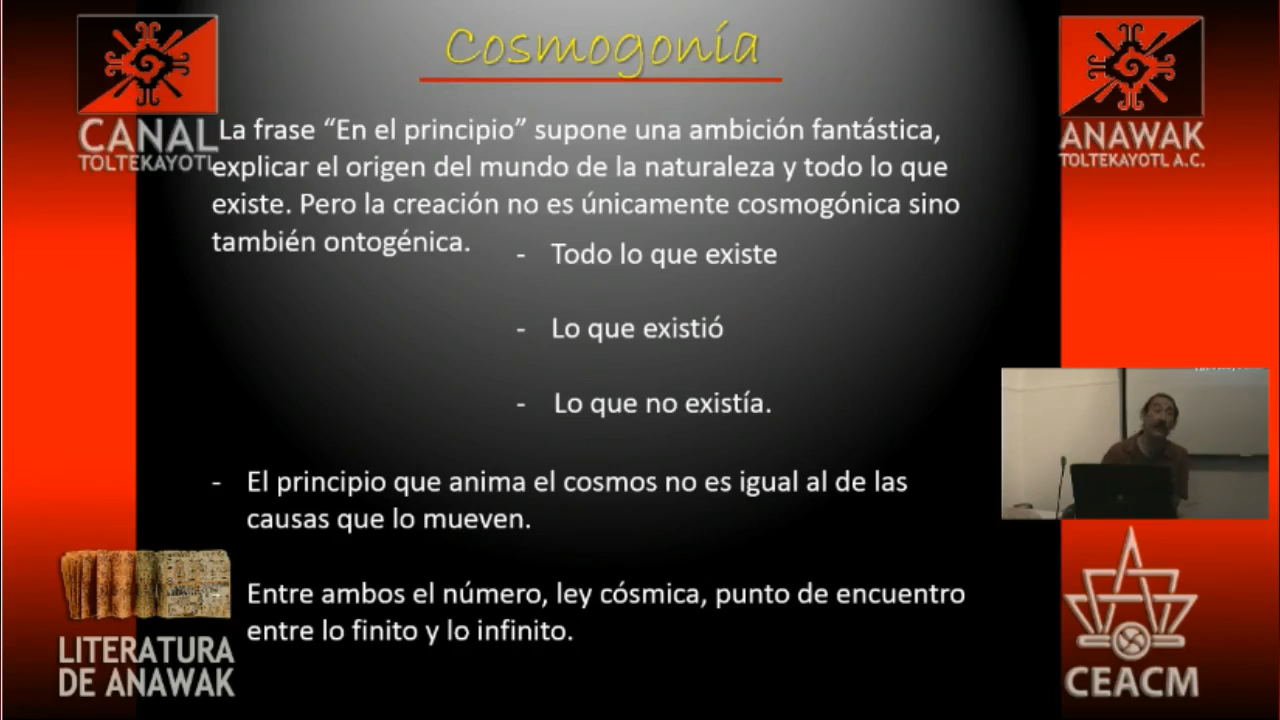 Cosmogonía
CANAL
TOLTEKAYOTL
ANAWAK
TOLTEKAYOTL A.C.
La frase “En el principio” supone una ambición fantástica,
explicar el origen del mundo de la naturaleza y todo lo que
existe. Pero la creación no es únicamente cosmogónica sino
también ontogénica.
- Todo lo que existe
- Lo que existió
- Lo que no existía.
- El principio que anima el cosmos no es igual al de las
causas que lo mueven.
Entre ambos el número, ley cósmica, punto de encuentro
entre lo finito y lo infinito.
LITERATURA
DE ANAWAK
CEACM